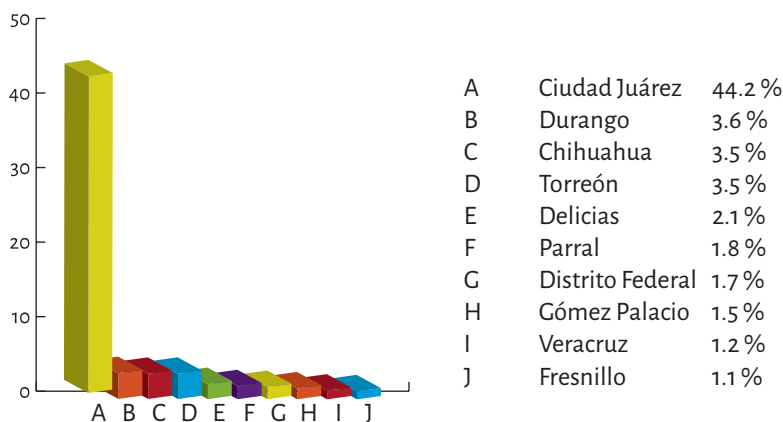 50
40
30
20
10
0
A B C D E F G H I J
A Ciudad Juárez 44.2 %
B Durango 3.6 %
C Chihuahua 3.5 %
D Torreón 3.5 %
E Delicias 2.1 %
F Parral 1.8 %
G Distrito Federal 1.7 %
H Gómez Palacio 1.5 %
I Veracruz 1.2 %
J Fresnillo 1.1 %